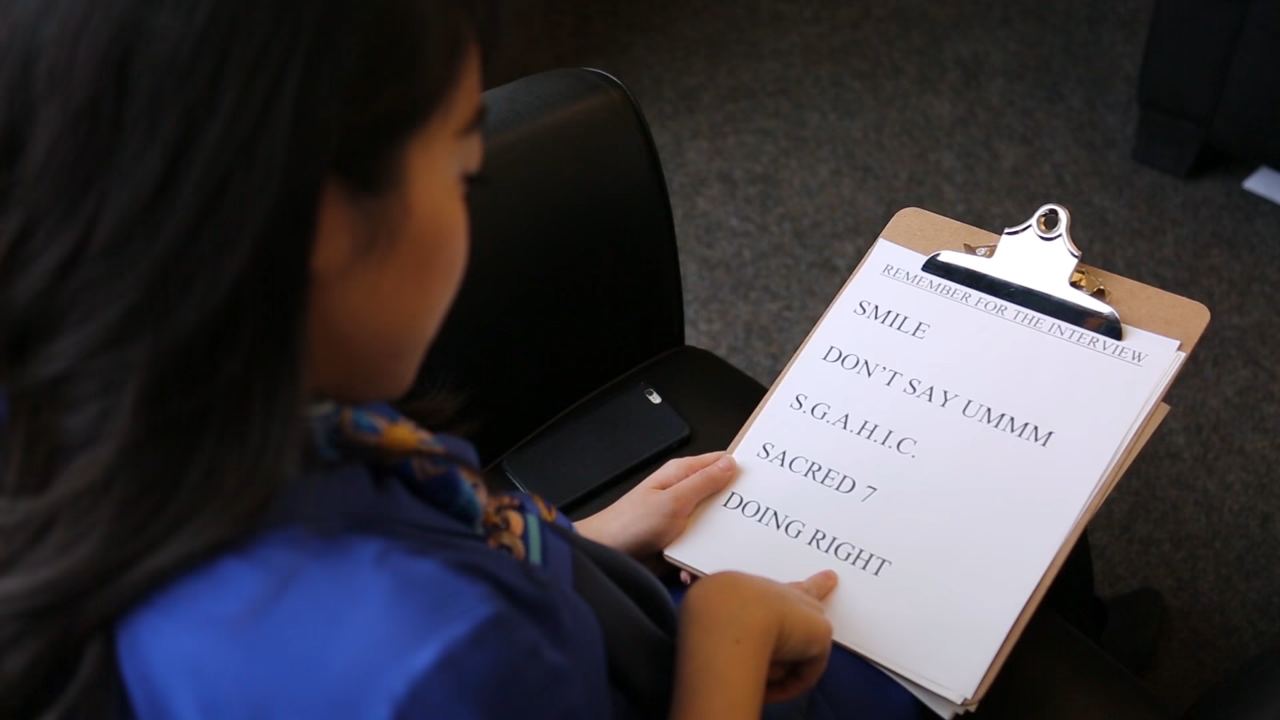 REMEMBER FOR THE INTERVIEW
SMILE
DON'T SAY UMMM
S.G.A.H.I.C.
SACRED 7
DOING RIGHT